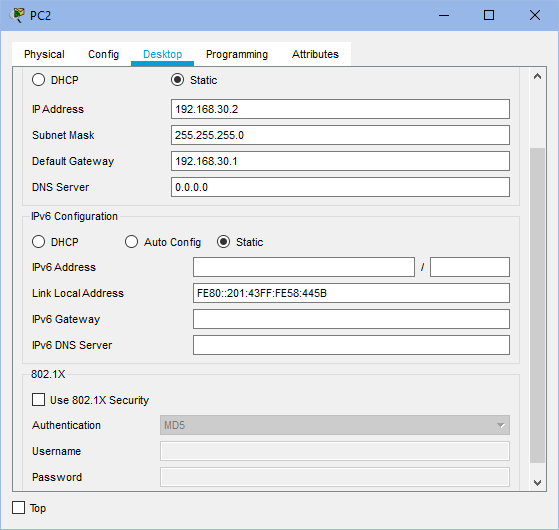 PC2
Physical Config Desktop Programming Attributes
DHCP Static
IP Address 192.168.30.2
Subnet Mask 255.255.255.0
Default Gateway 192.168.30.1
DNS Server 0.0.0.0
IPv6 Configuration
DHCP Auto Config Static
IPv6 Address /
Link Local Address FE80::201:43FF:FE58:445B
IPv6 Gateway
IPv6 DNS Server
802.1X
Use 802.1X Security
Authentication MD5
Username
Password
Top